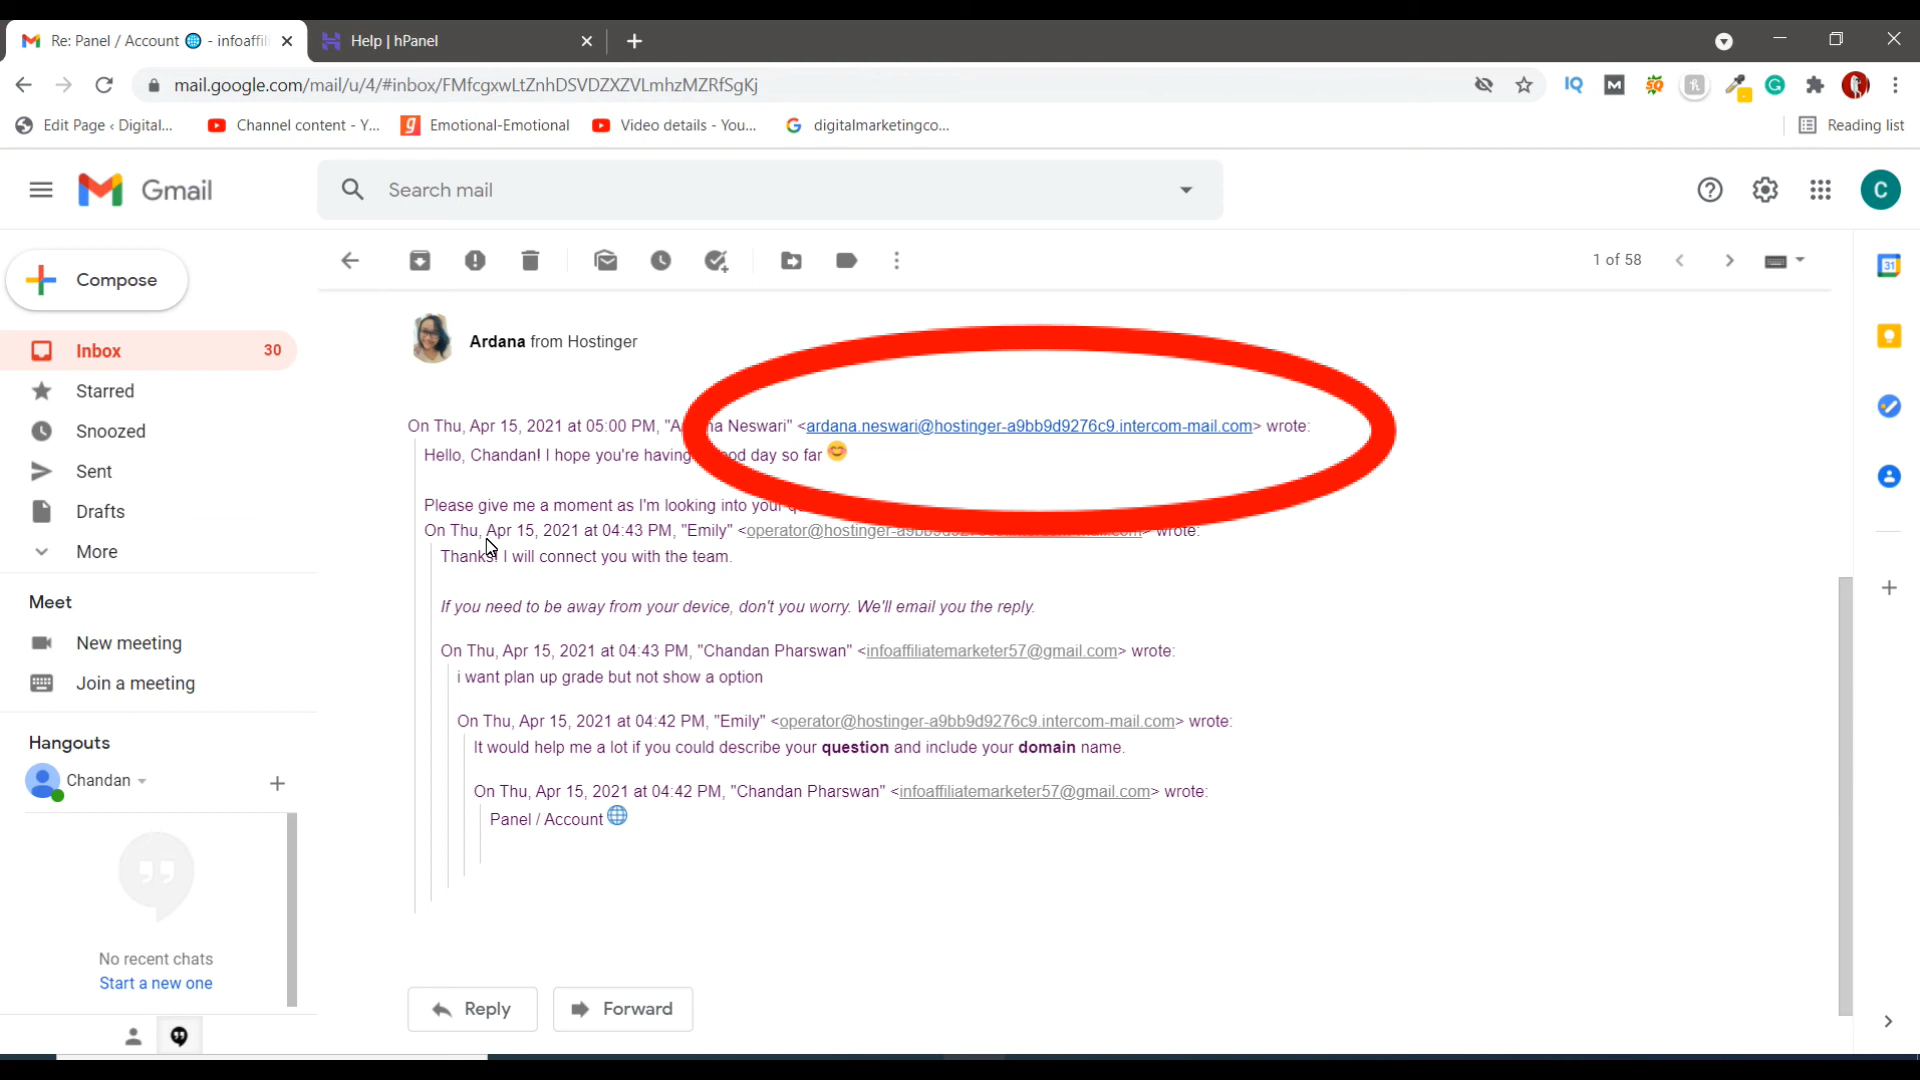 Re: Panel / Account 🌐 - infoaffili
Help | hPanel
mail.google.com/mail/u/4/#inbox/FMfcgxwLtZnhDSVDZXZVLmhzMZRfSgKj
Edit Page ‹ Digital...
Channel content - Y...
Emotional-Emotional
Video details - You...
digitalmarketingco...
Reading list
Gmail
Search mail
C
Compose
1 of 58
31
Inbox 30
Starred
Snoozed
Sent
Drafts
More
Meet
New meeting
Join a meeting
Hangouts
Chandan
No recent chats
Start a new one
Ardana from Hostinger
On Thu, Apr 15, 2021 at 05:00 PM, Neswari" <ardana.neswari@hostinger-a9bb9d9276c9.intercom-mail.com> wrote:
Hello, Chandan! I hope you're having day so far 😊
Please give me a moment as I'm looking into
On Thu, Apr 15, 2021 at 04:43 PM, "Emily" wrote:
Thanks! I will connect you with the team.
If you need to be away from your device, don't you worry. We'll email you the reply.
On Thu, Apr 15, 2021 at 04:43 PM, "Chandan Pharswan" <infoaffiliatemarketer57@gmail.com> wrote:
i want plan up grade but not show a option
On Thu, Apr 15, 2021 at 04:42 PM, "Emily" <operator@hostinger-a9bb9d9276c9.intercom-mail.com> wrote:
It would help me a lot if you could describe your question and include your domain name.
On Thu, Apr 15, 2021 at 04:42 PM, "Chandan Pharswan" <infoaffiliatemarketer57@gmail.com> wrote:
Panel / Account 🌐
Reply
Forward